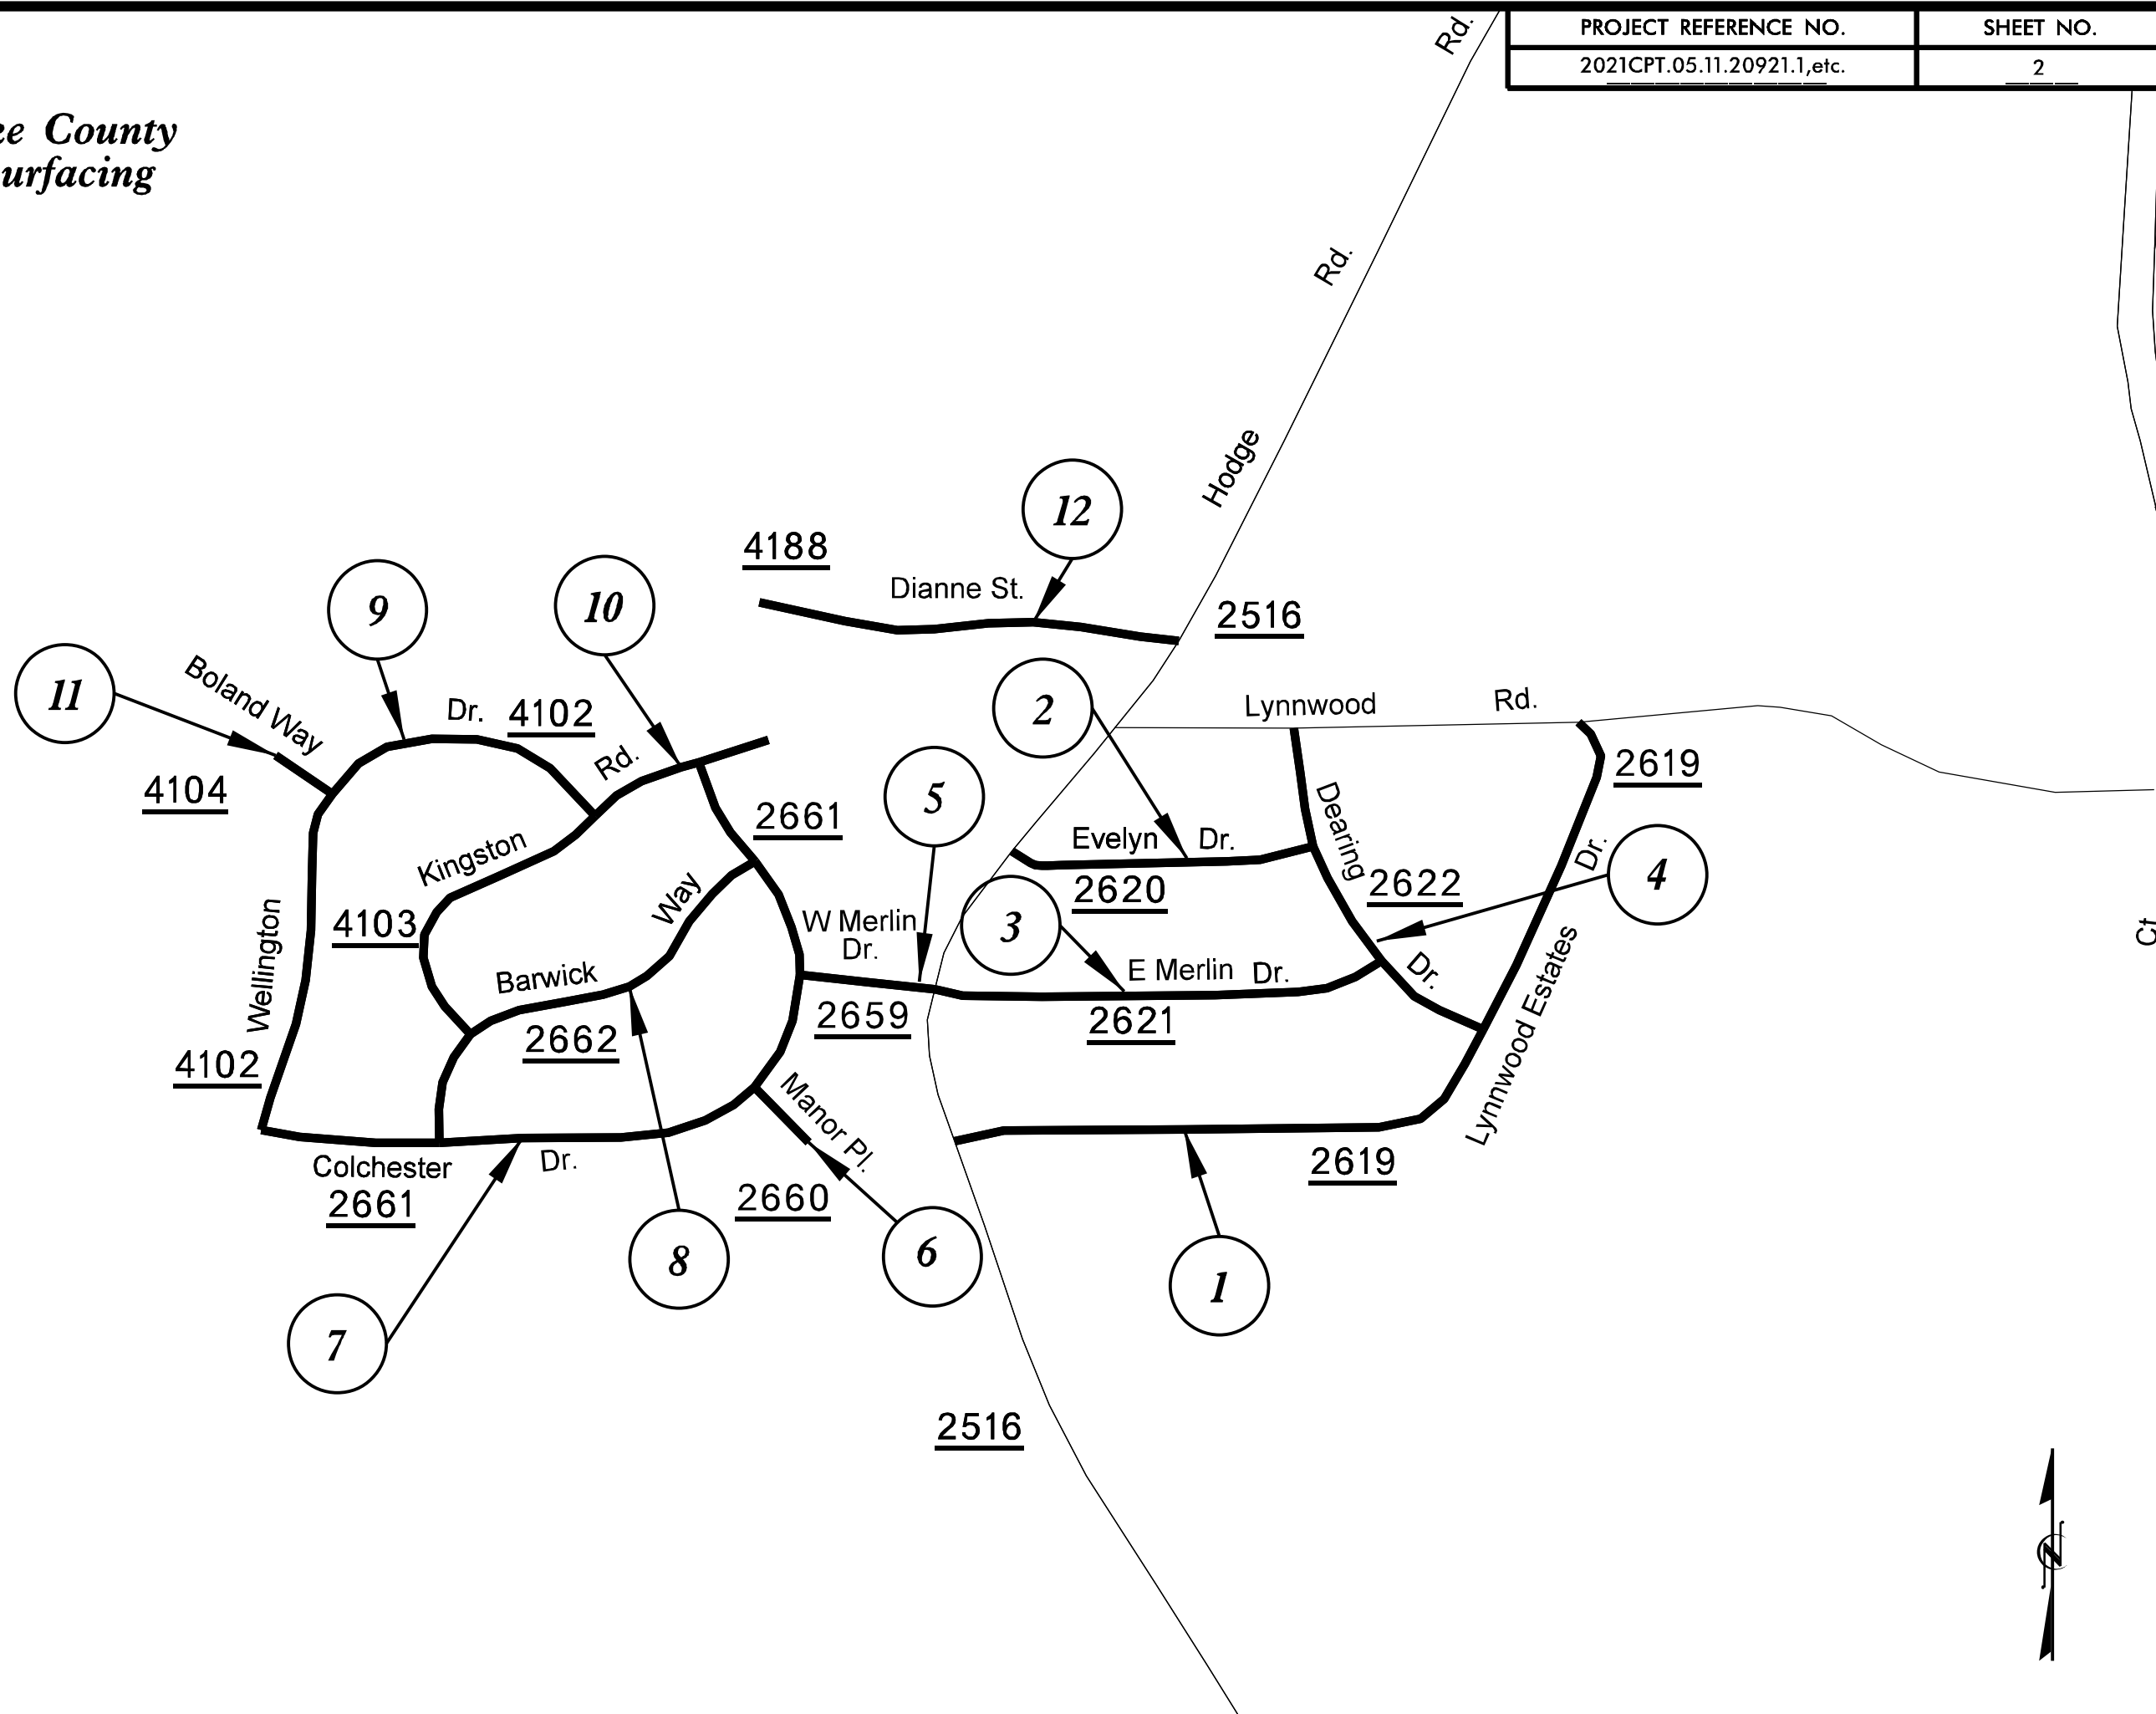 PROJECT REFERENCE NO.
SHEET NO.
2021CPT.05.11.20921.1,etc.
2
County
Rd.
Rd.
Hodge
12
4188
Dianne St.
2516
9
10
11
2
Boland Way
Dr.
4102
Lynnwood
Rd.
Rd.
2619
4104
5
2661
Dearing
Evelyn Dr.
Dr.
Kingston
2620
2622
4
Way
4103
W Merlin
Dr.
3
Wellington
Barwick
E Merlin Dr.
Dr.
Lynnwood Estates
2659
2621
2662
4102
Manor Pl.
Colchester
Dr.
2661
2660
2619
8
6
1
7
2516
Ct
N